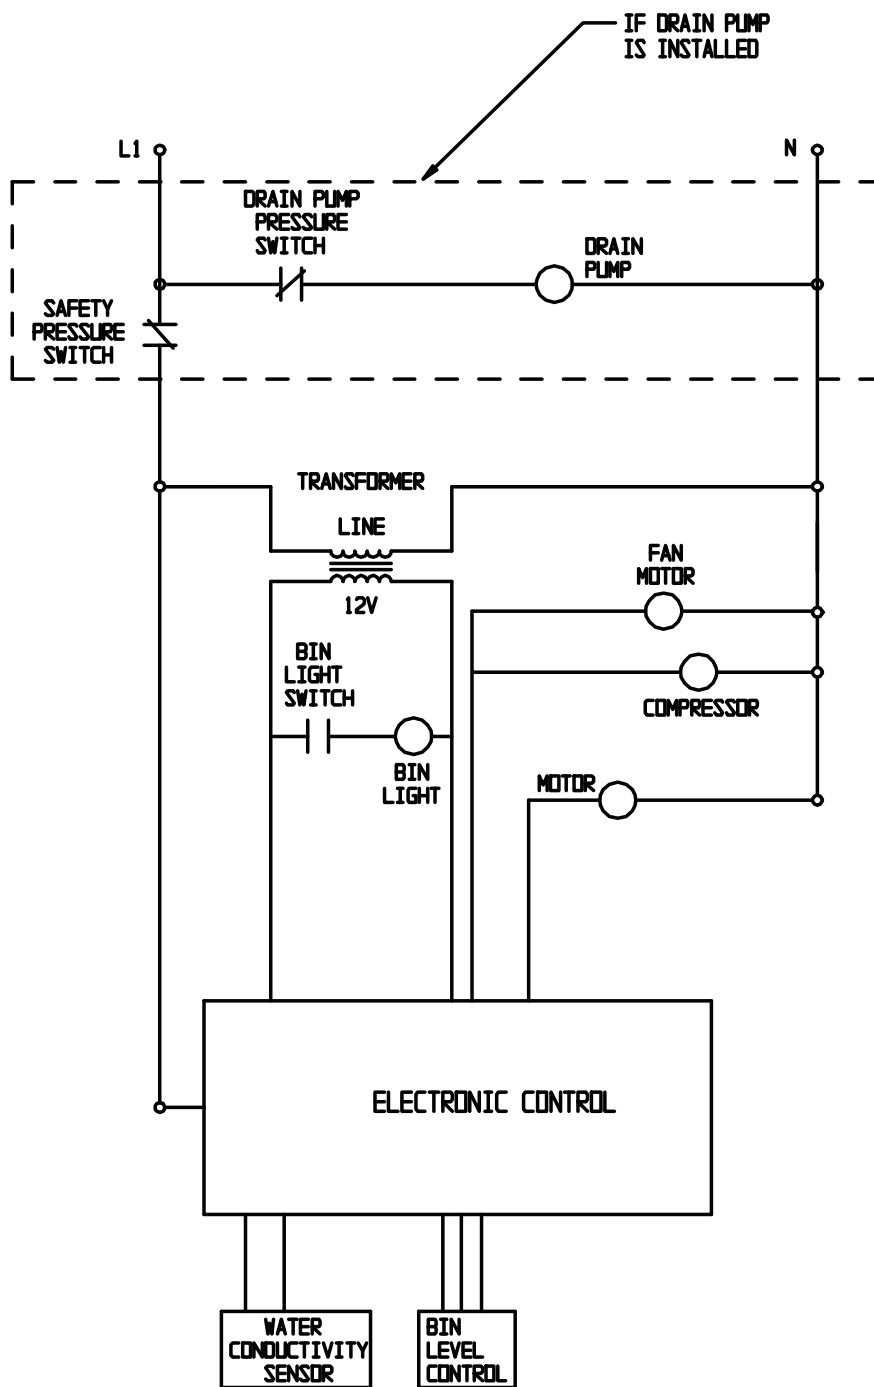 IF DRAIN PUMP
IS INSTALLED
L1
N
DRAIN PUMP
PRESSURE
SWITCH
DRAIN
PUMP
SAFETY
PRESSURE
SWITCH
TRANSFORMER
LINE
12V
FAN
MOTOR
BIN
LIGHT
SWITCH
COMPRESSOR
BIN
LIGHT
MOTOR
ELECTRONIC CONTROL
WATER
CONDUCTIVITY
SENSOR
BIN
LEVEL
CONTROL